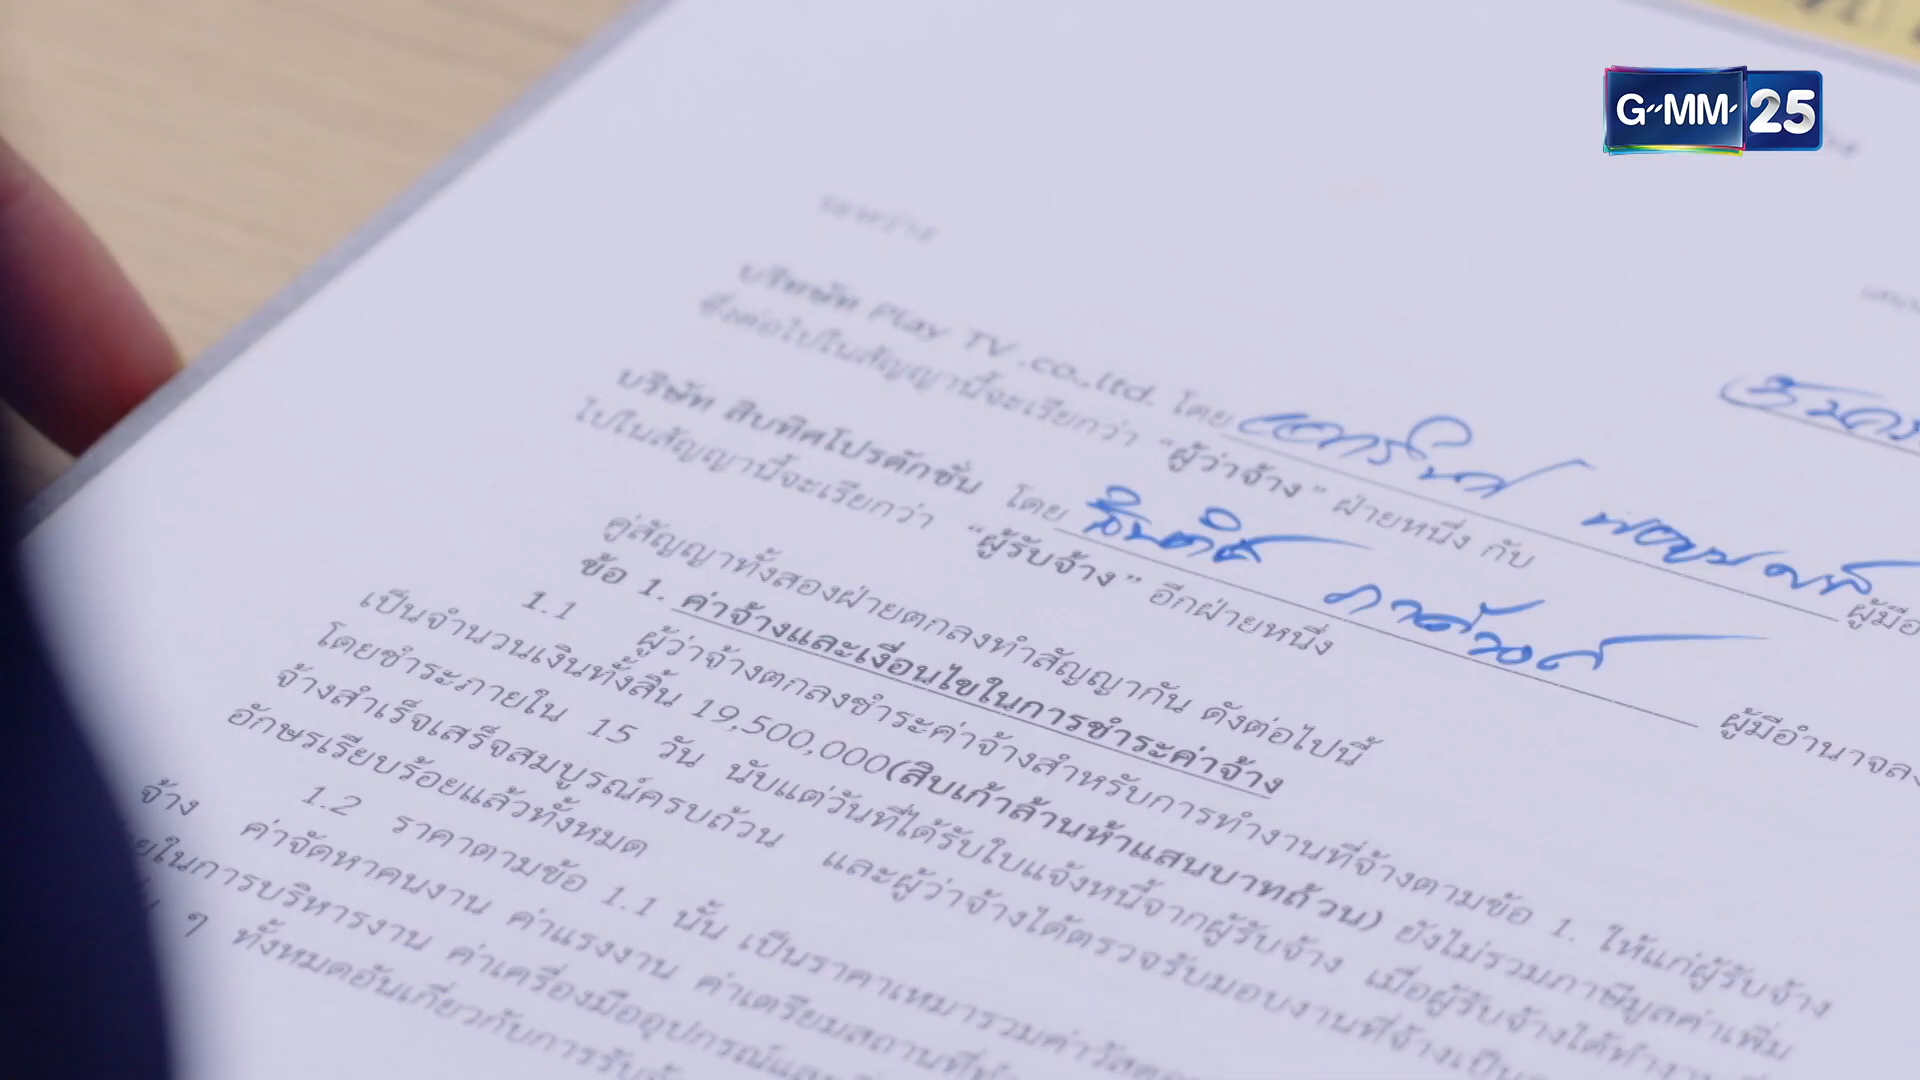 GMM 25
บริษัท Play TV .co.,ltd. โดย
ซึ่งต่อไปในสัญญานี้จะเรียกว่า “ผู้ว่าจ้าง” ฝ่ายหนึ่ง กับ
บริษัท สิบทิศโปรดักชั่น โดย ผู้มีอำนาจลง
ไปในสัญญานี้จะเรียกว่า “ผู้รับจ้าง” อีกฝ่ายหนึ่ง
คู่สัญญาทั้งสองฝ่ายตกลงทำสัญญากัน ดังต่อไปนี้
ข้อ 1. ค่าจ้างและเงื่อนไขในการชำระค่าจ้าง
1.1 ผู้ว่าจ้างตกลงชำระค่าจ้างสำหรับการทำงานที่จ้างตามข้อ 1. ให้แก่ผู้รับจ้าง
เป็นจำนวนเงินทั้งสิ้น 19,500,000(สิบเก้าล้านห้าแสนบาทถ้วน) ยังไม่รวมภาษีมูลค่าเพิ่ม
โดยชำระภายใน 15 วัน นับแต่วันที่ได้รับใบแจ้งหนี้จากผู้รับจ้าง เมื่อผู้รับจ้างได้ทำงาน
จ้างสำเร็จเสร็จสมบูรณ์ครบถ้วน และผู้ว่าจ้างได้ตรวจรับมอบงานที่จ้างเป็น
อักษรเรียบร้อยแล้วทั้งหมด
1.2 ราคาตามข้อ 1.1 นั้น เป็นราคาเหมารวมค่าวัสดุ
จ้าง ค่าจัดหาคนงาน ค่าแรงงาน ค่าเตรียมสถานที่
ในการบริหารงาน ค่าเครื่องมืออุปกรณ์
ๆ ทั้งหมดอันเกี่ยวกับการรับ